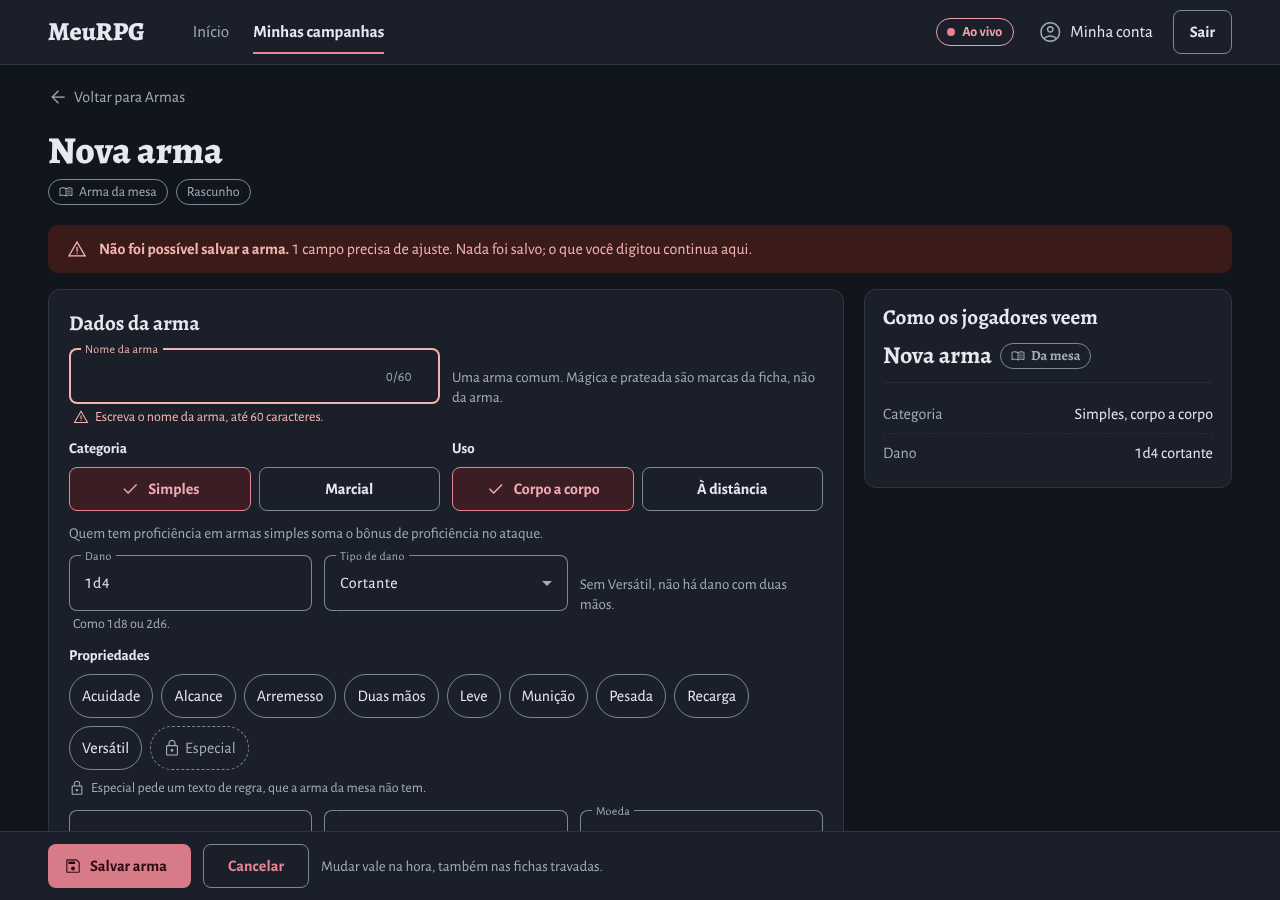 MeuRPG
Início
Minhas campanhas
Ao vivo
Minha conta
Sair
Voltar para Armas
Nova arma
Arma da mesa
Rascunho
Não foi possível salvar a arma. 1 campo precisa de ajuste. Nada foi salvo; o que você digitou continua aqui.
Dados da arma
Nome da arma
0/60
Escreva o nome da arma, até 60 caracteres.
Uma arma comum. Mágica e prateada são marcas da ficha, não
da arma.
Categoria
Simples
Marcial
Uso
Corpo a corpo
À distância
Quem tem proficiência em armas simples soma o bônus de proficiência no ataque.
Dano
1d4
Como 1d8 ou 2d6.
Tipo de dano
Cortante
Sem Versátil, não há dano com duas
mãos.
Propriedades
Acuidade
Alcance
Arremesso
Duas mãos
Leve
Munição
Pesada
Recarga
Versátil
Especial
Especial pede um texto de regra, que a arma da mesa não tem.
Moeda
Como os jogadores veem
Nova arma
Da mesa
Categoria
Simples, corpo a corpo
Dano
1d4 cortante
Salvar arma
Cancelar
Mudar vale na hora, também nas fichas travadas.